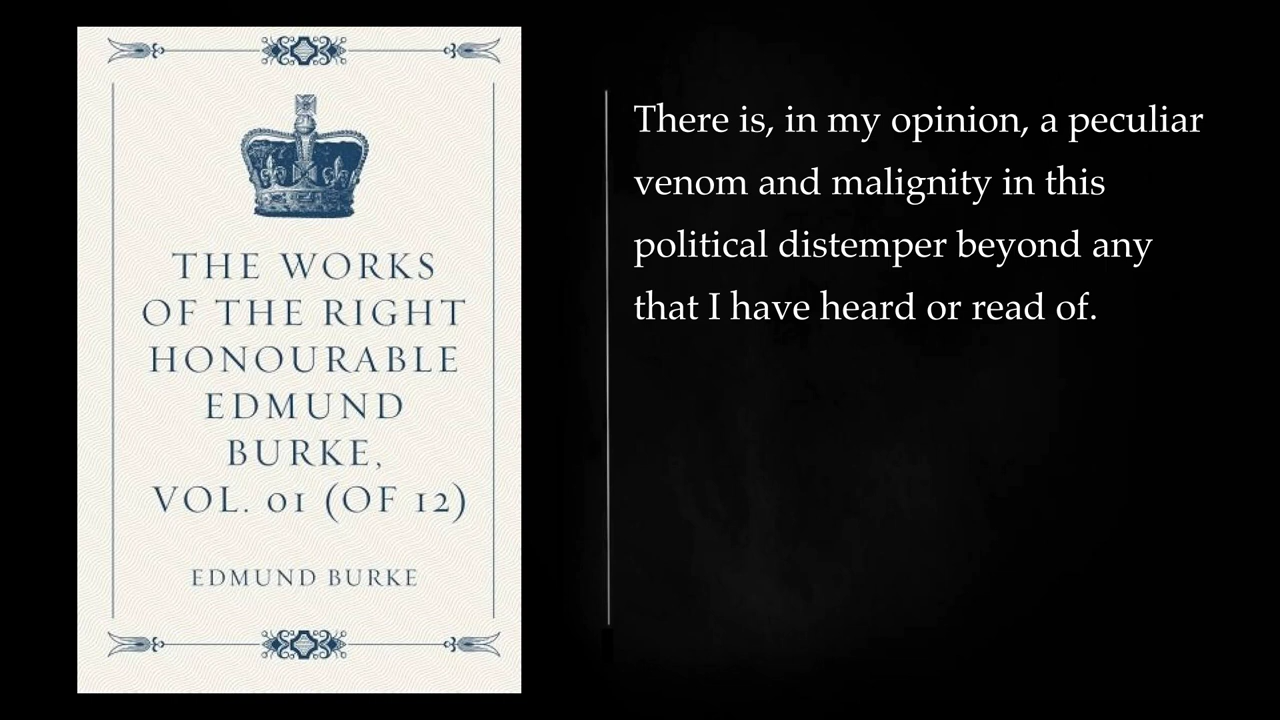 THE WORKS
OF THE RIGHT
HONOURABLE
EDMUND
BURKE,
VOL. 01 (OF 12)
EDMUND BURKE
There is, in my opinion, a peculiar
venom and malignity in this
political distemper beyond any
that I have heard or read of.